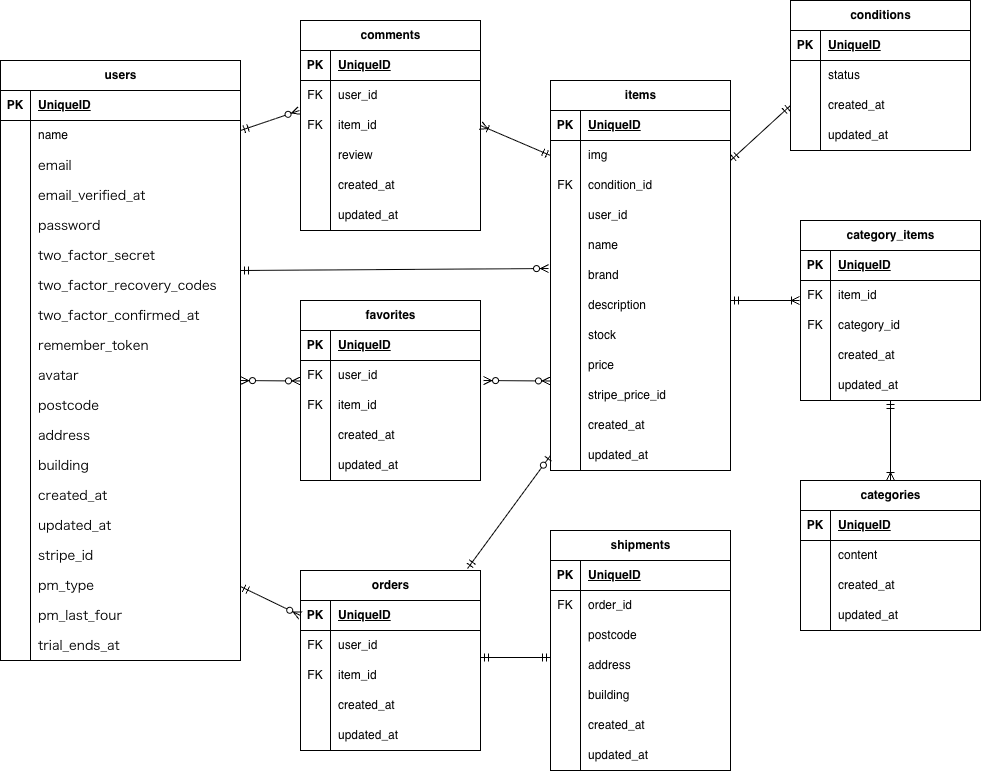 users
PK UniqueID
name
email
email_verified_at
password
two_factor_secret
two_factor_recovery_codes
two_factor_confirmed_at
remember_token
avatar
postcode
address
building
created_at
updated_at
stripe_id
pm_type
pm_last_four
trial_ends_at
comments
PK UniqueID
FK user_id
FK item_id
review
created_at
updated_at
favorites
PK UniqueID
FK user_id
FK item_id
created_at
updated_at
orders
PK UniqueID
FK user_id
FK item_id
created_at
updated_at
items
PK UniqueID
img
FK condition_id
user_id
name
brand
description
stock
price
stripe_price_id
created_at
updated_at
shipments
PK UniqueID
FK order_id
postcode
address
building
created_at
updated_at
conditions
PK UniqueID
status
created_at
updated_at
category_items
PK UniqueID
FK item_id
FK category_id
created_at
updated_at
categories
PK UniqueID
content
created_at
updated_at